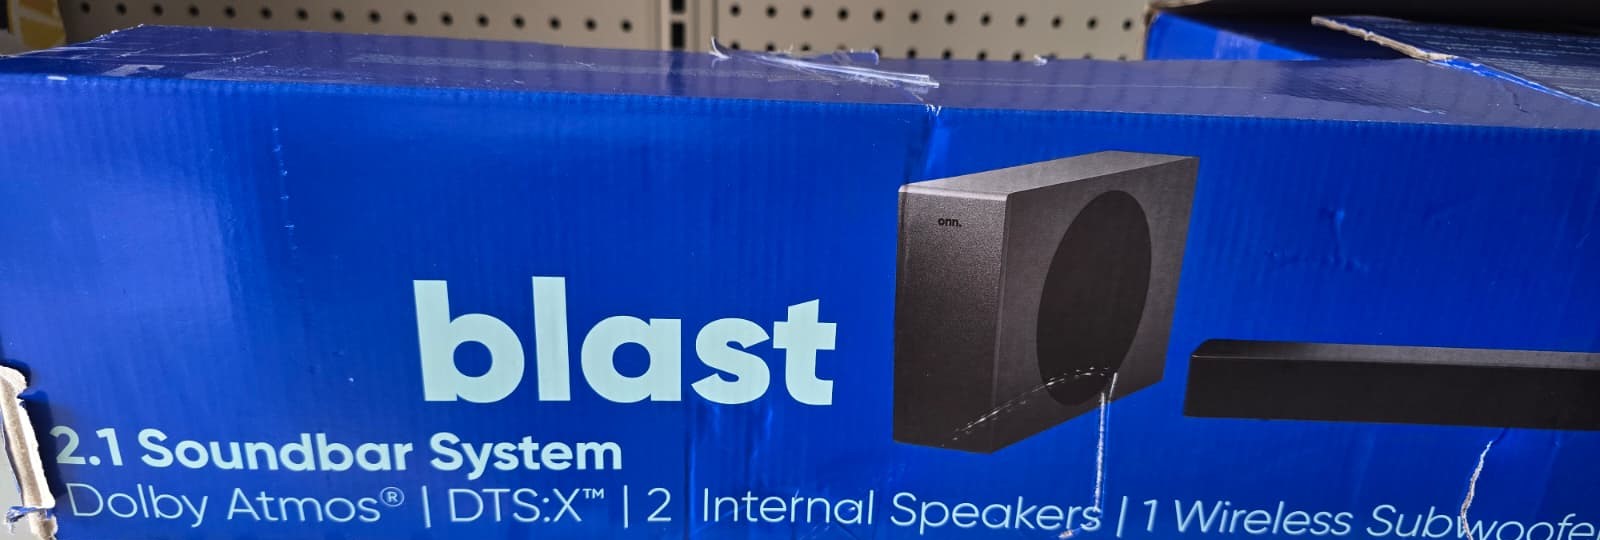 onn.
blast
2.1 Soundbar System
Dolby Atmos® | DTS:X™ | 2 Internal Speakers | 1 Wireless Subwoofe